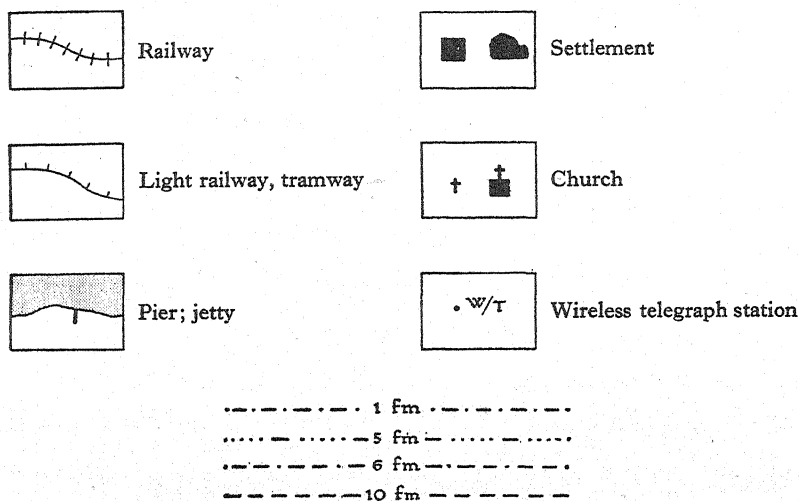 Railway
Settlement
Light railway, tramway
Church
Pier; jetty
W/T
Wireless telegraph station
1 fm
5 fm
6 fm
10 fm